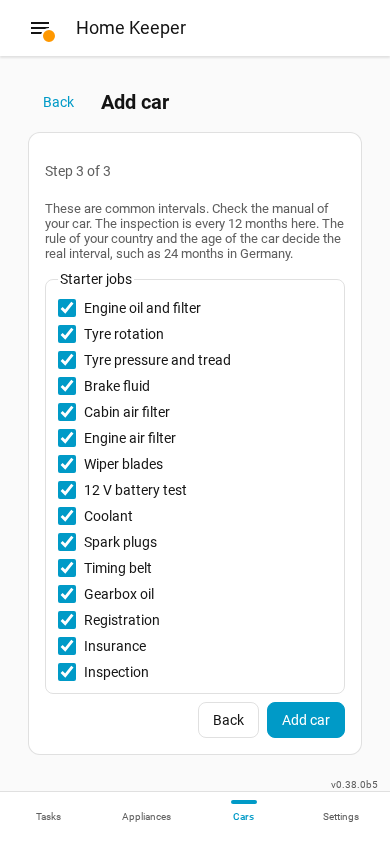 Home Keeper
Back
Add car
Step 3 of 3
These are common intervals. Check the manual of
your car. The inspection is every 12 months here. The
rule of your country and the age of the car decide the
real interval, such as 24 months in Germany.
Starter jobs
Engine oil and filter
Tyre rotation
Tyre pressure and tread
Brake fluid
Cabin air filter
Engine air filter
Wiper blades
12 V battery test
Coolant
Spark plugs
Timing belt
Gearbox oil
Registration
Insurance
Inspection
Back
Add car
v0.38.0b5
Tasks
Appliances
Cars
Settings